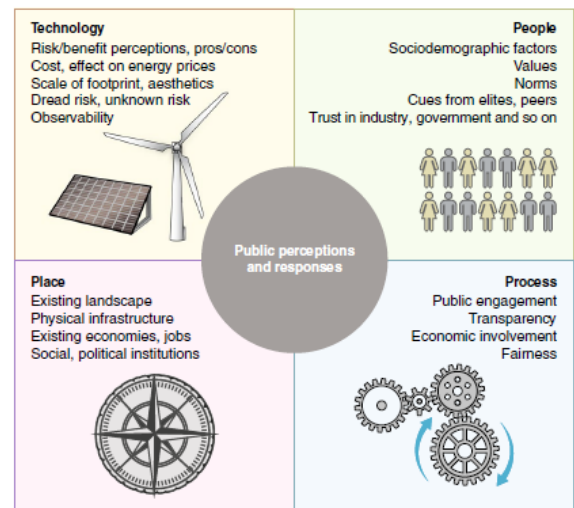 Technology
Risk/benefit perceptions, pros/cons
Cost, effect on energy prices
Scale of footprint, aesthetics
Dread risk, unknown risk
Observability
People
Sociodemographic factors
Values
Norms
Cues from elites, peers
Trust in industry, government and so on
Public perceptions
and responses
Place
Existing landscape
Physical infrastructure
Existing economies, jobs
Social, political institutions
Process
Public engagement
Transparency
Economic involvement
Fairness